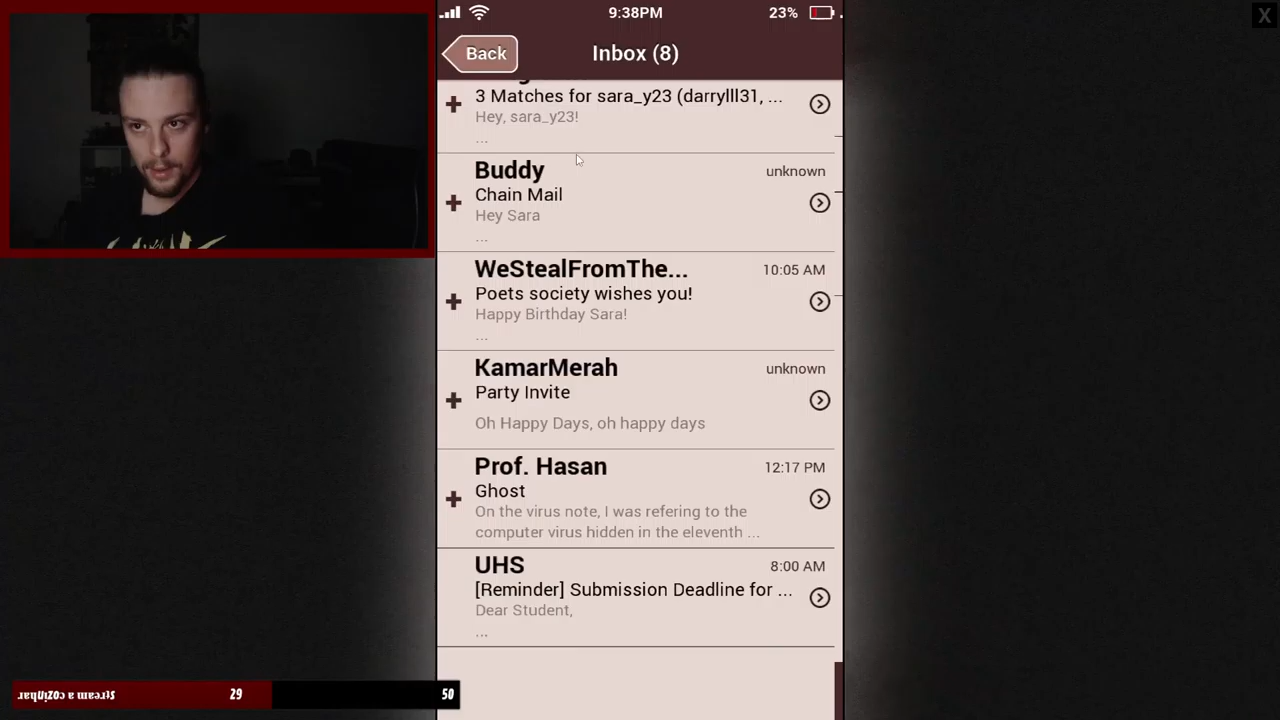 9:38PM
23%
X
Back
Inbox (8)
3 Matches for sara_y23 (darrylll31, ...
Hey, sara_y23!
...
Buddy
unknown
Chain Mail
Hey Sara
...
WeStealFromThe...
10:05 AM
Poets society wishes you!
Happy Birthday Sara!
...
KamarMerah
unknown
Party Invite
Oh Happy Days, oh happy days
Prof. Hasan
12:17 PM
Ghost
On the virus note, I was refering to the
computer virus hidden in the eleventh ...
UHS
8:00 AM
[Reminder] Submission Deadline for ...
Dear Student,
...
stream a cozinhar
29
50